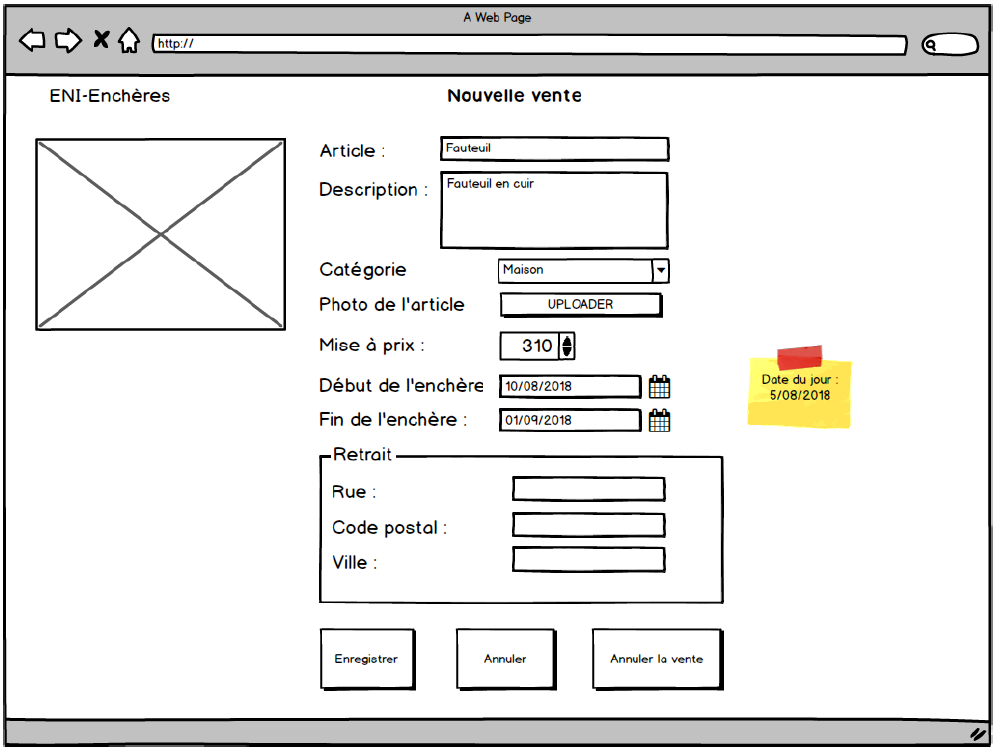 A Web Page
http://
ENI-Enchères
Nouvelle vente
Article : Fauteuil
Description : Fauteuil en cuir
Catégorie Maison
Photo de l'article UPLOADER
Mise à prix : 310
Début de l'enchère 10/08/2018
Fin de l'enchère : 01/09/2018
Date du jour :
5/08/2018
Retrait
Rue :
Code postal :
Ville :
Enregistrer Annuler Annuler la vente